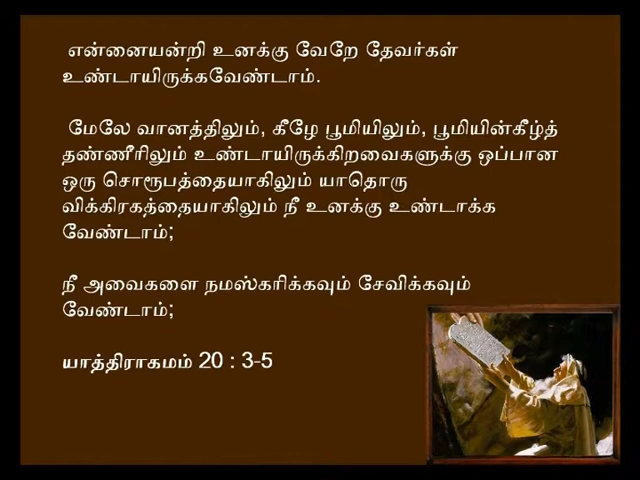 என்னையன்றி உனக்கு வேறே தேவர்கள்
உண்டாயிருக்கவேண்டாம்.
மேலே வானத்திலும், கீழே பூமியிலும், பூமியின்கீழ்த்
தண்ணீரிலும் உண்டாயிருக்கிறவைகளுக்கு ஒப்பான
ஒரு சொரூபத்தையாகிலும் யாதொரு
விக்கிரகத்தையாகிலும் நீ உனக்கு உண்டாக்க
வேண்டாம்;
நீ அவைகளை நமஸ்கரிக்கவும் சேவிக்கவும்
வேண்டாம்;
யாத்திராகமம் 20 : 3-5